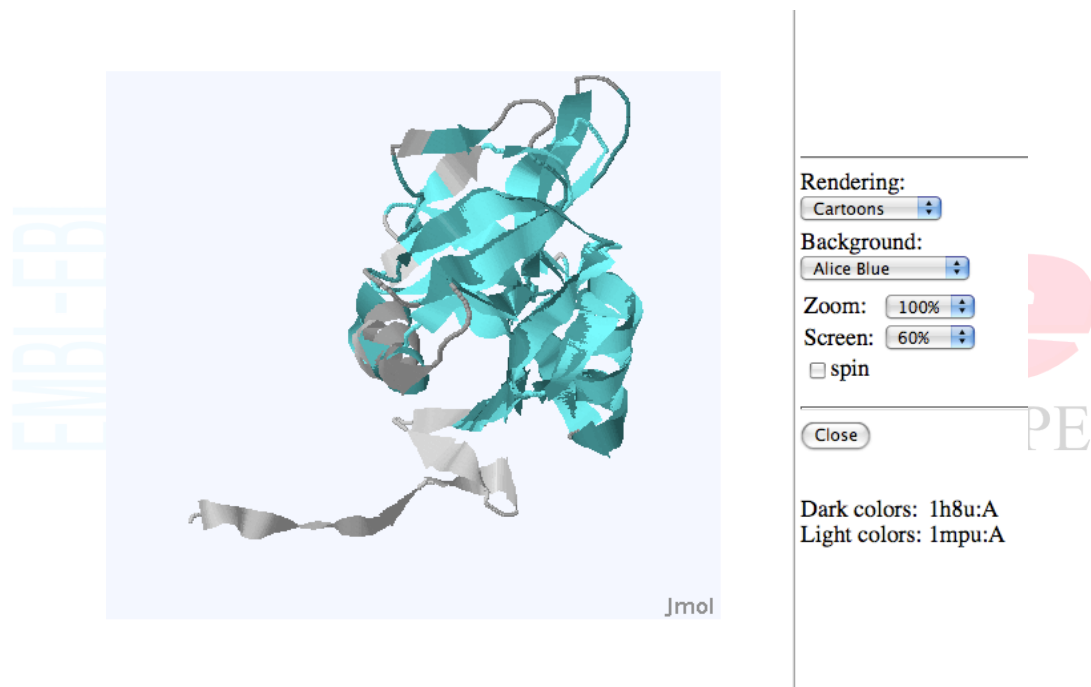 EMBL-EBI
Jmol
Rendering:
Cartoons
Background:
Alice Blue
Zoom: 100%
Screen: 60%
spin
Close
PE
Dark colors: 1h8u:A
Light colors: 1mpu:A